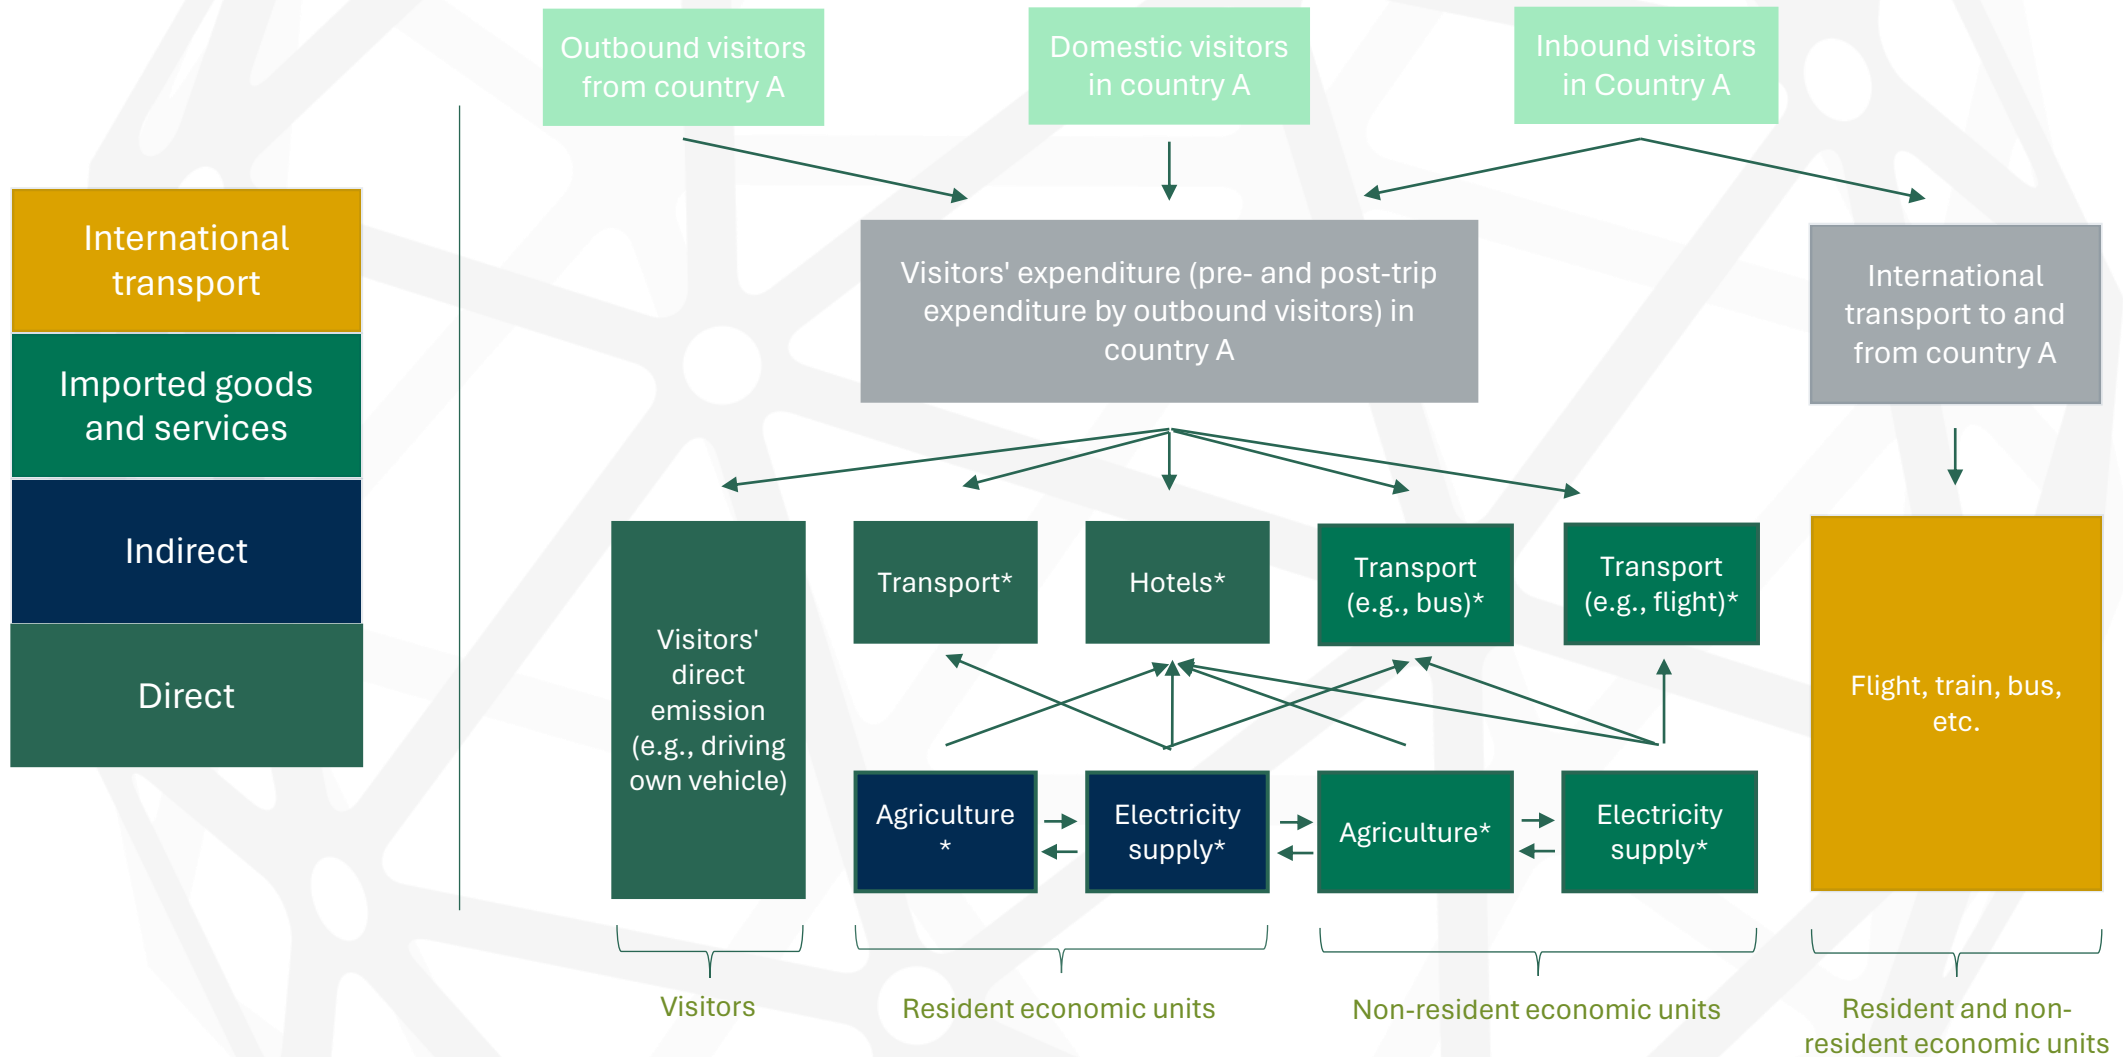 Outbound visitors
from country A
Domestic visitors
in country A
Inbound visitors
in Country A
International
transport
Imported goods
and services
Indirect
Direct
Visitors' expenditure (pre- and post-trip
expenditure by outbound visitors) in
country A
International
transport to and
from country A
Visitors'
direct
emission
(e.g., driving
own vehicle)
Transport*
Hotels*
Transport
(e.g., bus)*
Transport
(e.g., flight)*
Flight, train, bus,
etc.
Agriculture
*
Electricity
supply*
Agriculture*
Electricity
supply*
Visitors
Resident economic units
Non-resident economic units
Resident and non-
resident economic units